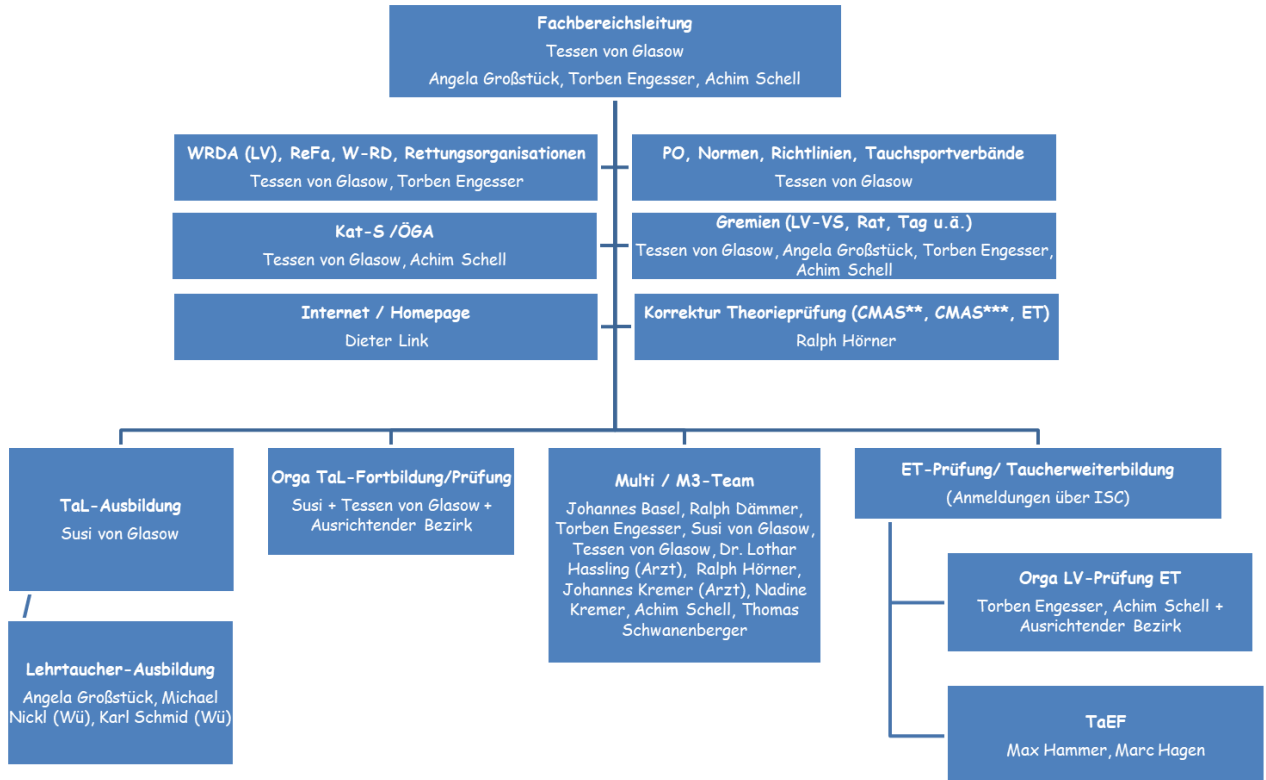 Fachbereichsleitung
Tessen von Glasow
Angela Großstück, Torben Engesser, Achim Schell
WRDA (LV), ReFa, W-RD, Rettungsorganisationen
Tessen von Glasow, Torben Engesser
PO, Normen, Richtlinien, Tauchsportverbände
Tessen von Glasow
Kat-S /ÖGA
Tessen von Glasow, Achim Schell
Gremien (LV-VS, Rat, Tag u.ä.)
Tessen von Glasow, Angela Großstück, Torben Engesser,
Achim Schell
Internet / Homepage
Dieter Link
Korrektur Theorieprüfung (CMAS**, CMAS***, ET)
Ralph Hörner
TaL-Ausbildung
Susi von Glasow
Orga TaL-Fortbildung/Prüfung
Susi + Tessen von Glasow +
Ausrichtender Bezirk
Multi / M3-Team
Johannes Basel, Ralph Dämmer,
Torben Engesser, Susi von Glasow,
Tessen von Glasow, Dr. Lothar
Hassling (Arzt), Ralph Hörner,
Johannes Kremer (Arzt), Nadine
Kremer, Achim Schell, Thomas
Schwanenberger
ET-Prüfung/ Taucherweiterbildung
(Anmeldungen über ISC)
Orga LV-Prüfung ET
Torben Engesser, Achim Schell +
Ausrichtender Bezirk
Lehrtaucher-Ausbildung
Angela Großstück, Michael
Nickl (Wü), Karl Schmid (Wü)
TaEF
Max Hammer, Marc Hagen